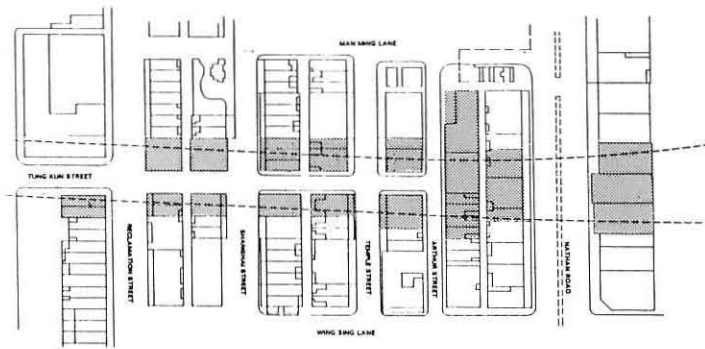 MAN MING LANE
TUNG KUN STREET
RECLAMATION STREET
SHANGHAI STREET
TEMPLE STREET
ARTHUR STREET
NATHAN ROAD
WING SING LANE